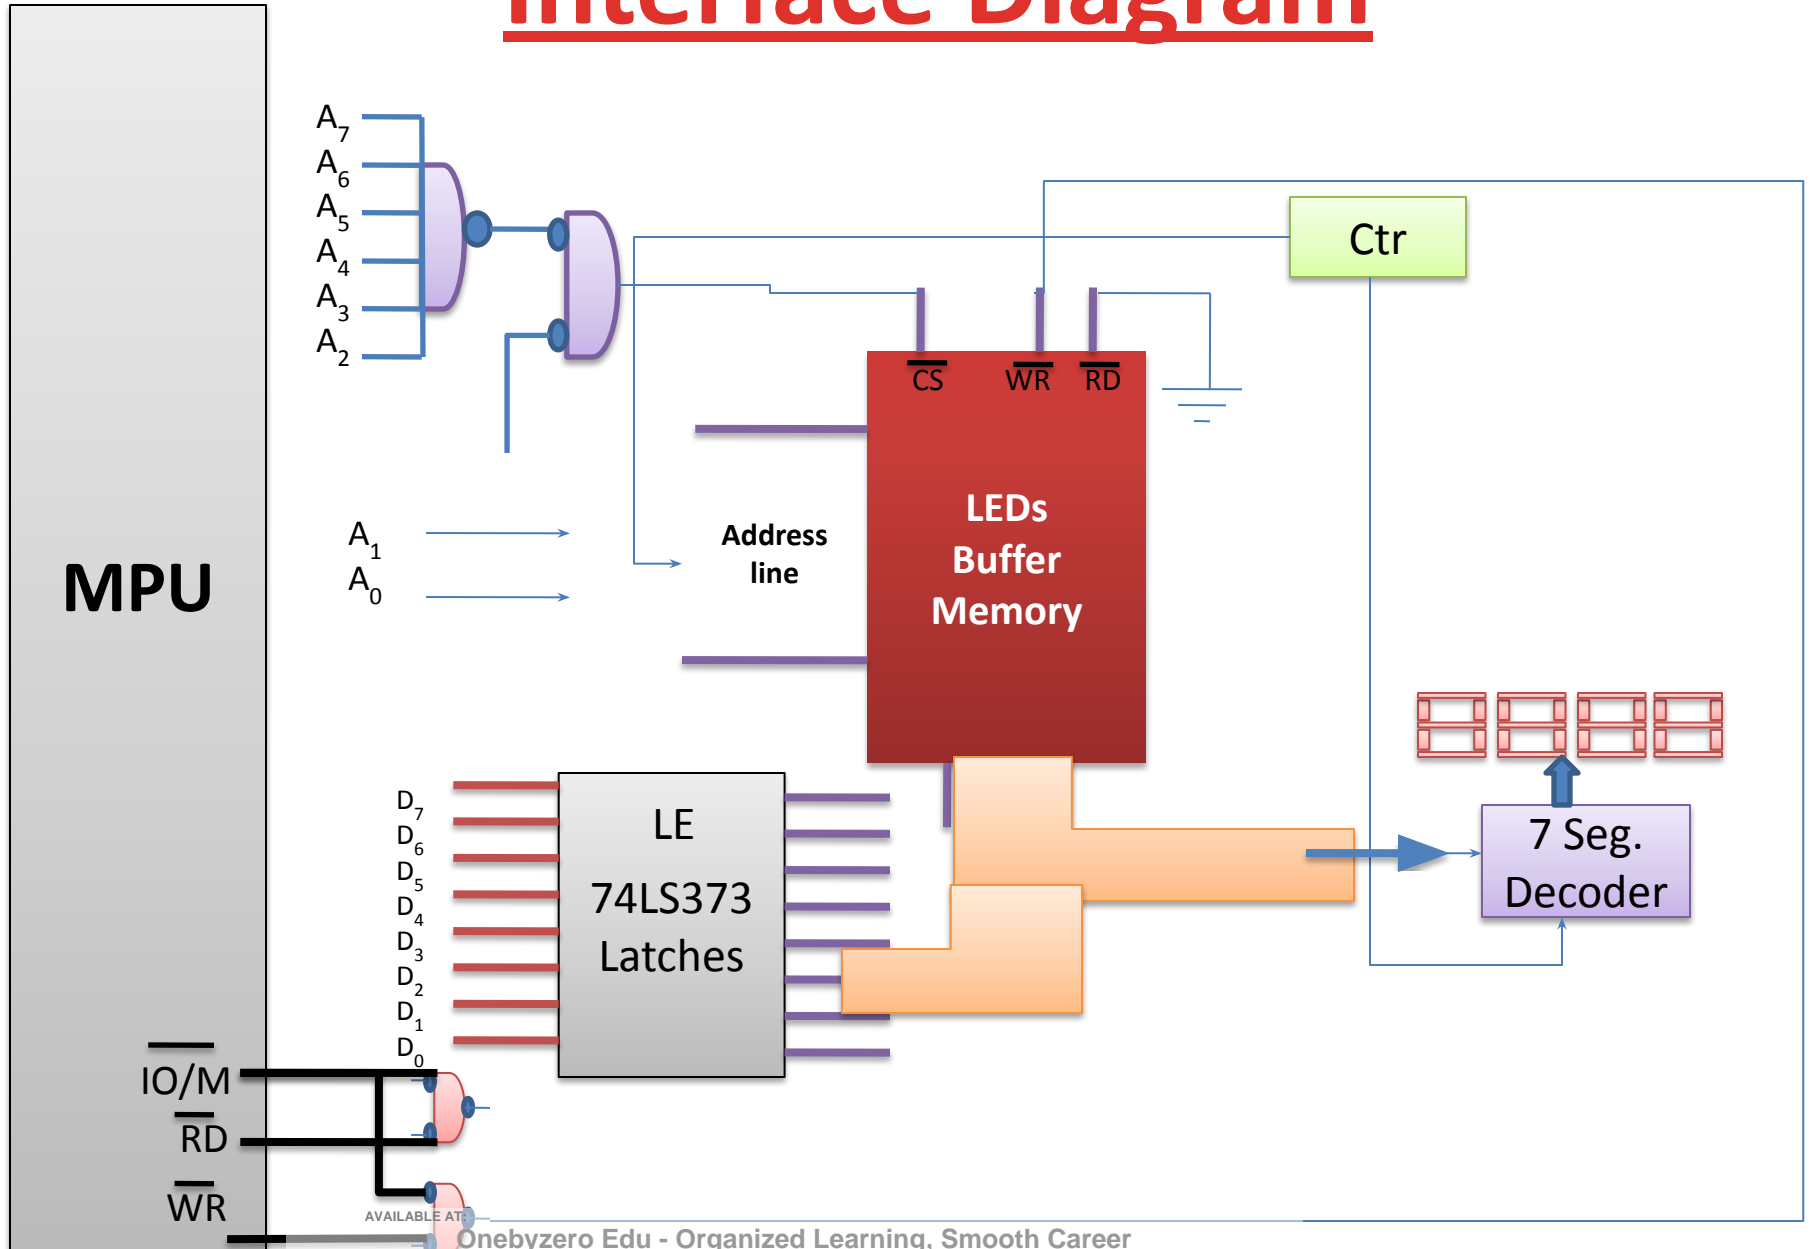 Interface Diagram
A7
A6
A5
A4
A3
A2
Ctr
CS WR RD
A1
A0
Address
line
LEDs
Buffer
Memory
MPU
D7
D6
D5
D4
D3
D2
D1
D0
LE
74LS373
Latches
7 Seg.
Decoder
IO/M
RD
WR
AVAILABLE AT:
Onebyzero Edu - Organized Learning, Smooth Career